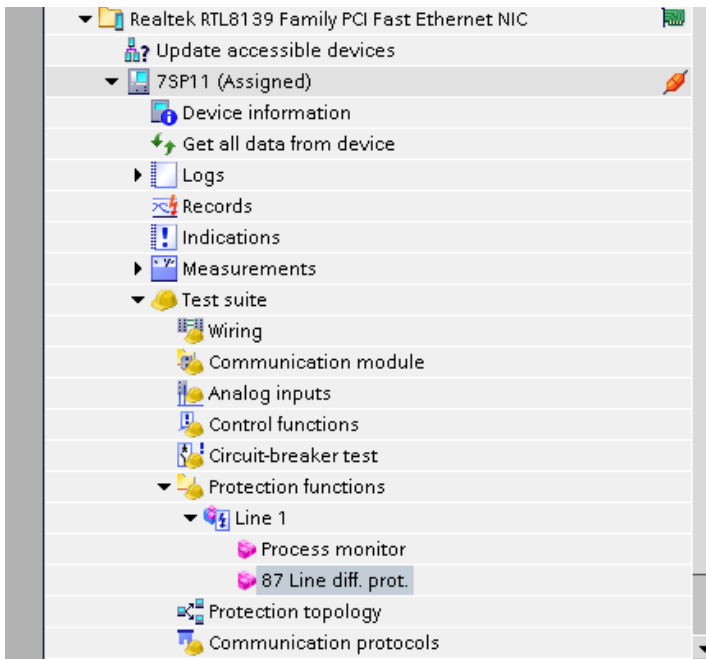 Realtek RTL8139 Family PCI Fast Ethernet NIC
Update accessible devices
7SP11 (Assigned)
Device information
Get all data from device
Logs
Records
Indications
Measurements
Test suite
Wiring
Communication module
Analog inputs
Control functions
Circuit-breaker test
Protection functions
Line 1
Process monitor
87 Line diff. prot.
Protection topology
Communication protocols